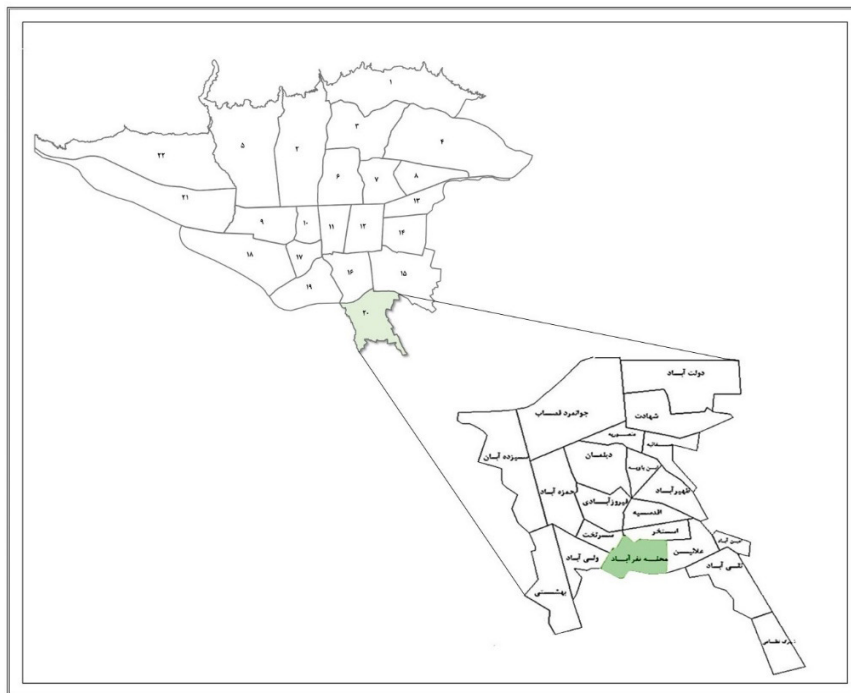 ۱
۳
۴
۵
۲
۲۲
۶
۷
۸
۲۱
۱۳
۹
۱۰
۱۱
۱۲
۱۴
۱۸
۱۷
۱۶
۱۵
۱۹
۲۰
دولت آباد
جوانمرد قصاب
شهادت
منصوریه
سیزده آبان
دیلمان
ظهیرآباد
حمزه آباد
فیروزآبادی
اقدسیه
استخر
سرتخت
علائین
ولی آباد
محله نفرآباد
تقی آباد
بهشتی